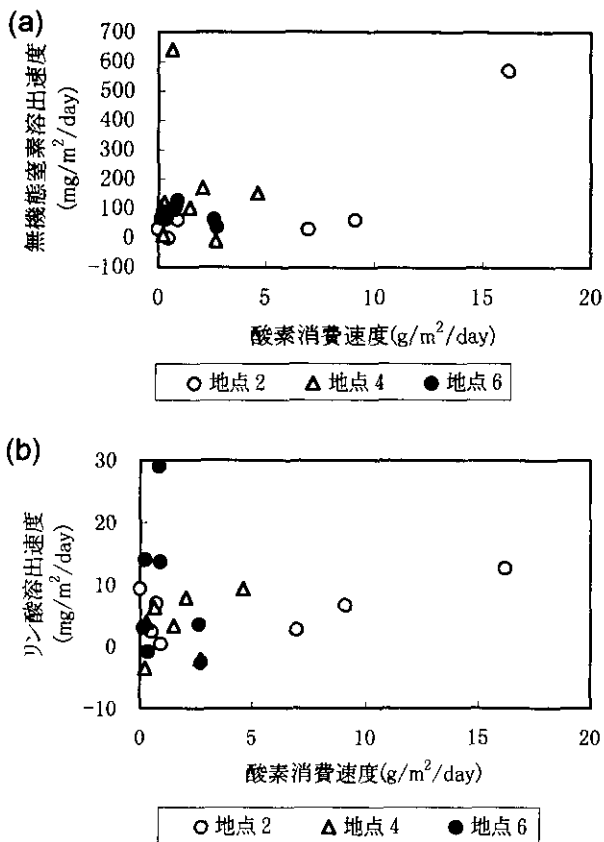 (a)
無機態窒素溶出速度
(mg/m²/day)
700
600
500
400
300
200
100
0
−100
0 5 10 15 20
酸素消費速度(g/m²/day)
○ 地点 2 △ 地点 4 ● 地点 6
(b)
リン酸溶出速度
(mg/m²/day)
30
20
10
0
−10
0 5 10 15 20
酸素消費速度(g/m²/day)
○ 地点 2 △ 地点 4 ● 地点 6